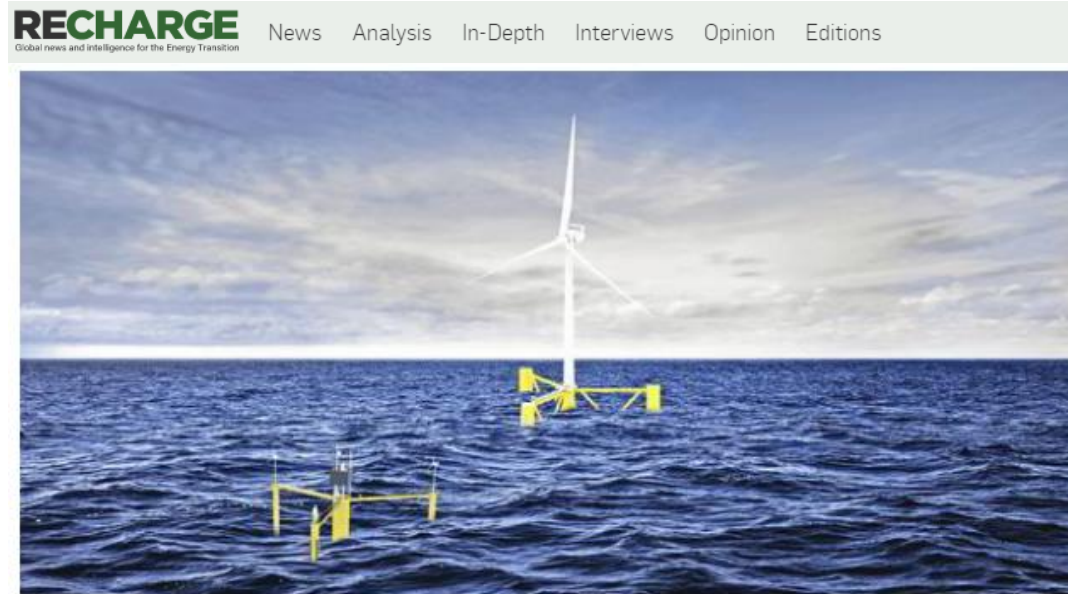 RECHARGE
Global news and intelligence for the Energy Transition
News Analysis In-Depth Interviews Opinion Editions